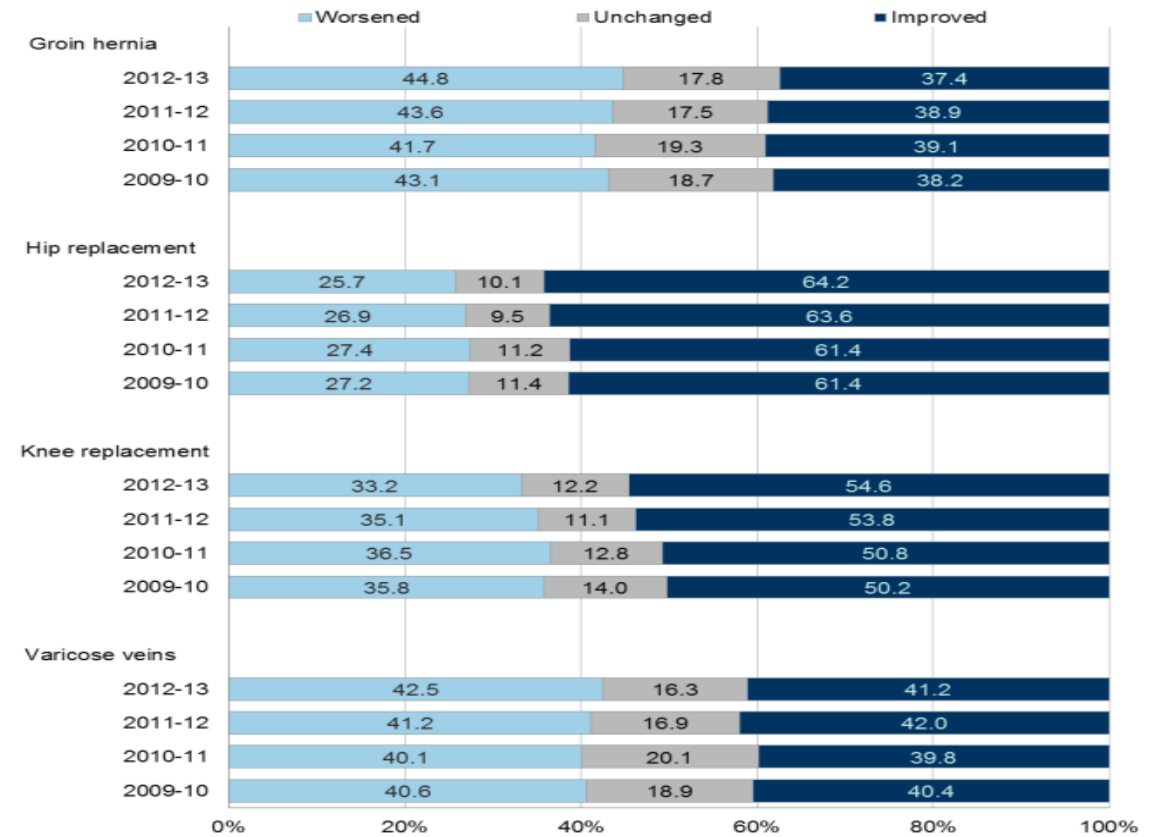 Worsened Unchanged Improved
Groin hernia
2012-13 44.8 17.8 37.4
2011-12 43.6 17.5 38.9
2010-11 41.7 19.3 39.1
2009-10 43.1 18.7 38.2
Hip replacement
2012-13 25.7 10.1 64.2
2011-12 26.9 9.5 63.6
2010-11 27.4 11.2 61.4
2009-10 27.2 11.4 61.4
Knee replacement
2012-13 33.2 12.2 54.6
2011-12 35.1 11.1 53.8
2010-11 36.5 12.8 50.8
2009-10 35.8 14.0 50.2
Varicose veins
2012-13 42.5 16.3 41.2
2011-12 41.2 16.9 42.0
2010-11 40.1 20.1 39.8
2009-10 40.6 18.9 40.4
0% 20% 40% 60% 80% 100%